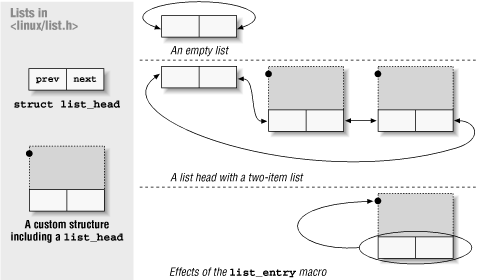 Lists in
<linux/list.h>
prev next
struct list_head
A custom structure
including a list_head
An empty list
A list head with a two-item list
Effects of the list_entry macro